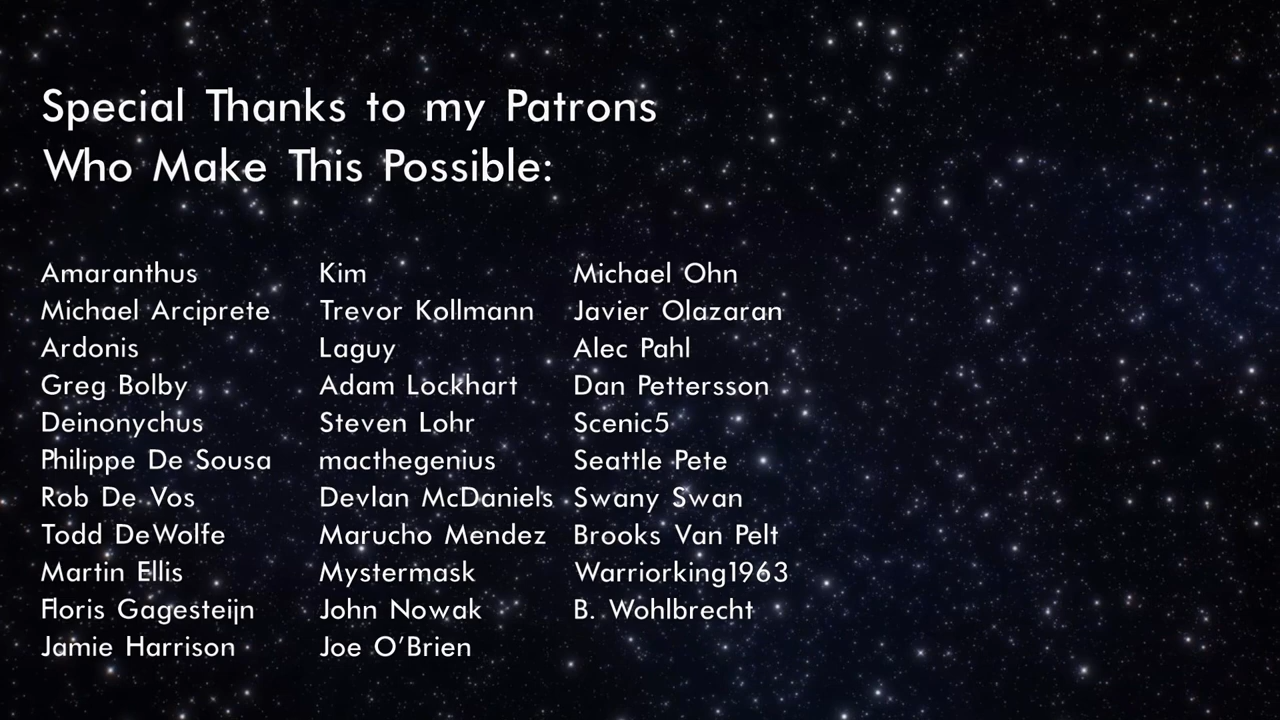 Special Thanks to my Patrons
Who Make This Possible:
Amaranthus
Michael Arciprete
Ardonis
Greg Bolby
Deinonychus
Philippe De Sousa
Rob De Vos
Todd DeWolfe
Martin Ellis
Floris Gagesteijn
Jamie Harrison
Kim
Trevor Kollmann
Laguy
Adam Lockhart
Steven Lohr
macthegenius
Devlan McDaniels
Marucho Mendez
Mystermask
John Nowak
Joe O’Brien
Michael Ohn
Javier Olazaran
Alec Pahl
Dan Pettersson
Scenic5
Seattle Pete
Swany Swan
Brooks Van Pelt
Warriorking1963
B. Wohlbrecht